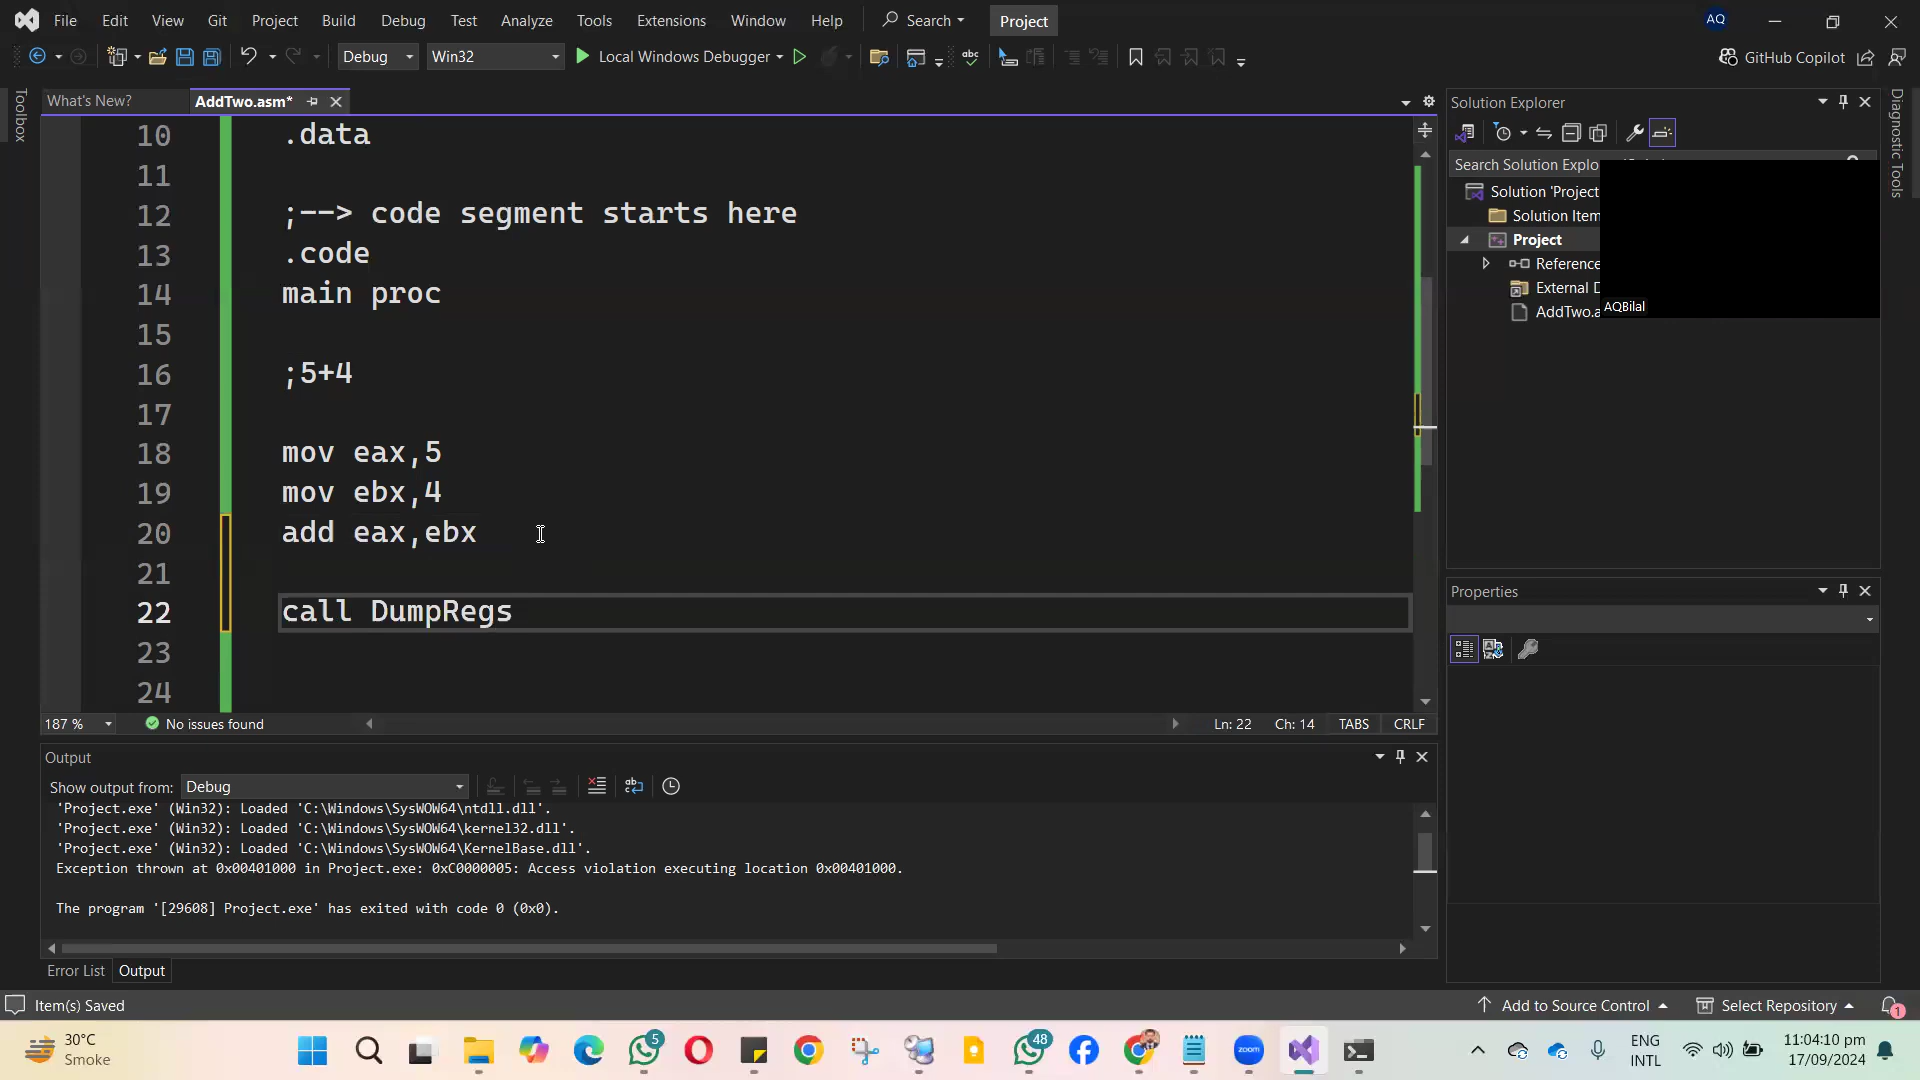 File Edit View Git Project Build Debug Test Analyze Tools Extensions Window Help Search Project AQ
Debug Win32 Local Windows Debugger GitHub Copilot
Toolbox
What's New? AddTwo.asm*
10 .data
11
12 ;--> code segment starts here
13 .code
14 main proc
15
16 ;5+4
17
18 mov eax,5
19 mov ebx,4
20 add eax,ebx
21
22 call DumpRegs
23
24
187 % No issues found Ln: 22 Ch: 14 TABS CRLF
Output
Show output from: Debug
'Project.exe' (Win32): Loaded 'C:\Windows\SysWOW64\ntdll.dll'.
'Project.exe' (Win32): Loaded 'C:\Windows\SysWOW64\kernel32.dll'.
'Project.exe' (Win32): Loaded 'C:\Windows\SysWOW64\KernelBase.dll'.
Exception thrown at 0x00401000 in Project.exe: 0xC0000005: Access violation executing location 0x00401000.
The program '[29608] Project.exe' has exited with code 0 (0x0).
Error List Output
Solution Explorer
Search Solution Explo
Solution 'Project
Solution Item
Project
Reference
External D
AddTwo.a
AQBilal
Properties
Diagnostic Tools
Item(s) Saved Add to Source Control Select Repository 1
30°C
Smoke
5
48
zoom
ENG
INTL
11:04:10 pm
17/09/2024